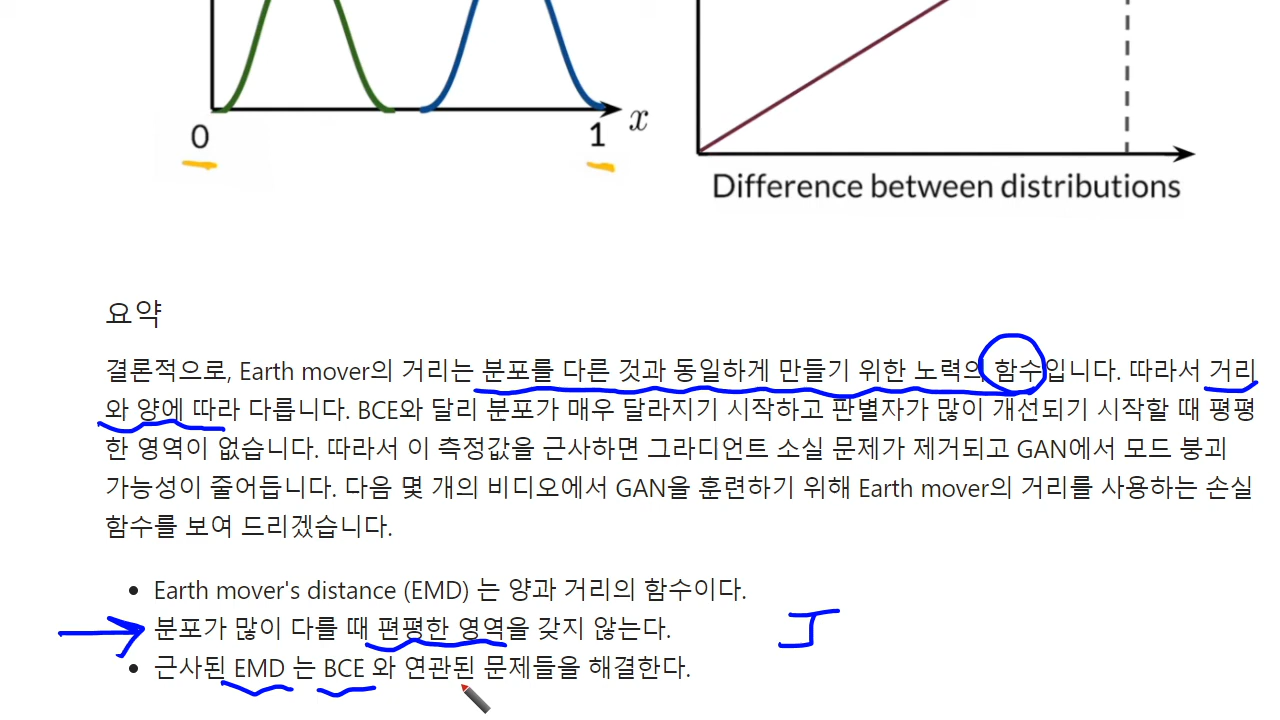 0
1
x
Difference between distributions
요약
결론적으로, Earth mover의 거리는 분포를 다른 것과 동일하게 만들기 위한 노력의 함수입니다. 따라서 거리
와 양에 따라 다릅니다. BCE와 달리 분포가 매우 달라지기 시작하고 판별자가 많이 개선되기 시작할 때 평평
한 영역이 없습니다. 따라서 이 측정값을 근사하면 그라디언트 소실 문제가 제거되고 GAN에서 모드 붕괴
가능성이 줄어듭니다. 다음 몇 개의 비디오에서 GAN을 훈련하기 위해 Earth mover의 거리를 사용하는 손실
함수를 보여 드리겠습니다.
• Earth mover's distance (EMD) 는 양과 거리의 함수이다.
• 분포가 많이 다를 때 편평한 영역을 갖지 않는다.
• 근사된 EMD 는 BCE 와 연관된 문제들을 해결한다.